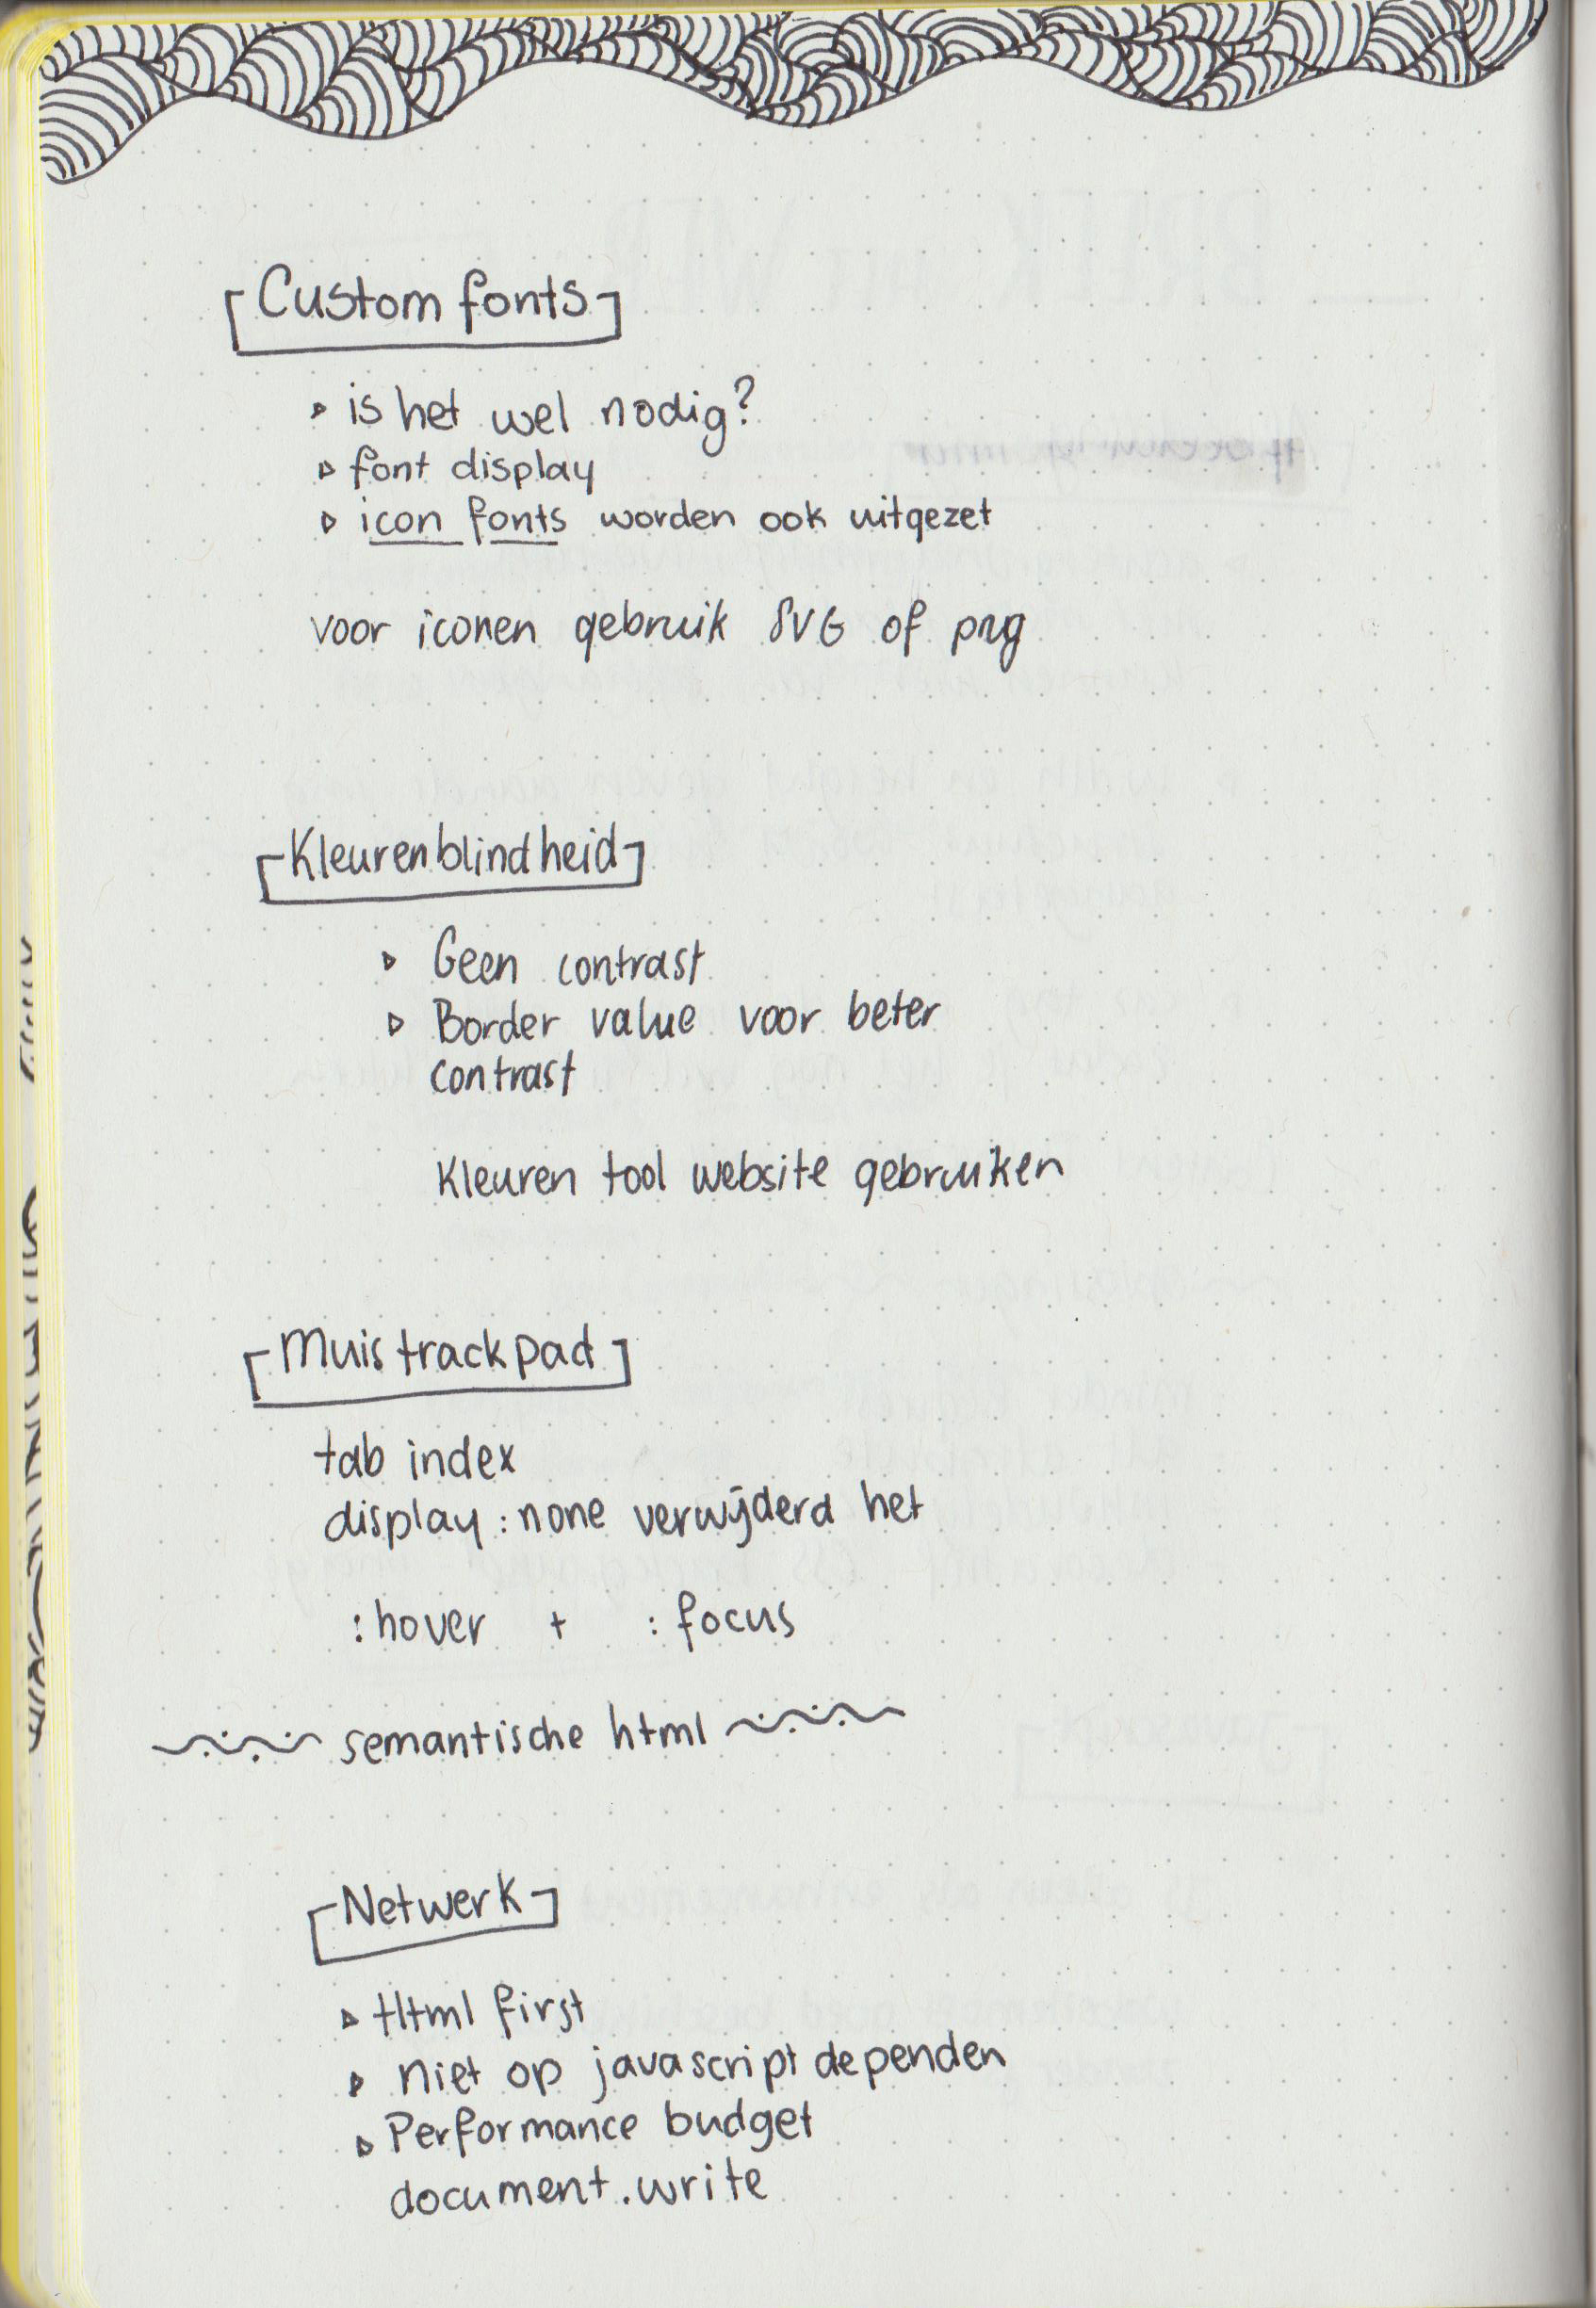 Custom fonts
is het wel nodig?
font display
icon fonts worden ook uitgezet
voor iconen gebruik SVG of png
Kleurenblindheid
Geen contrast
Border value voor beter
contrast
Kleuren tool website gebruiken
Muis trackpad
tab index
display: none verwijderd het
:hover + :focus
semantische html
Netwerk
Html first
niet op javascript dependen
Performance budget
document.write